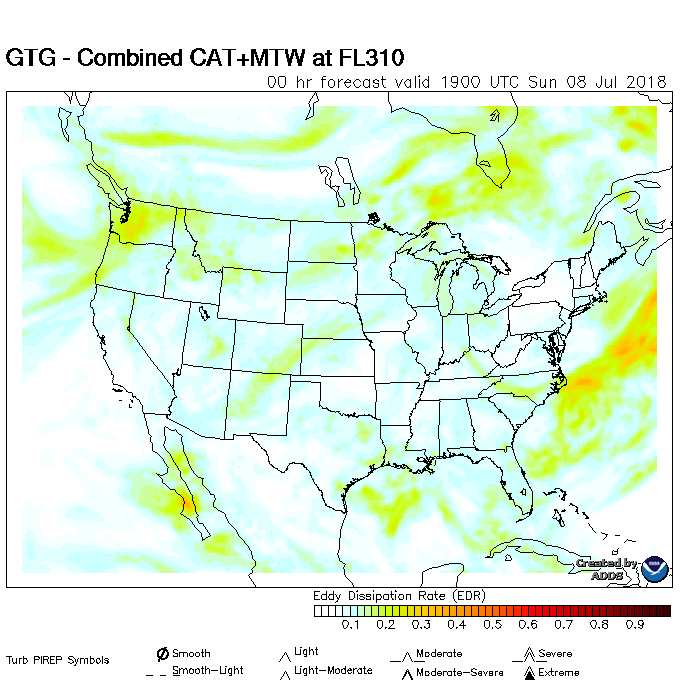 GTG - Combined CAT+MTW at FL310
00 hr forecast valid 1900 UTC Sun 08 Jul 2018
Created by
ADDS
Eddy Dissipation Rate (EDR)
0.1 0.2 0.3 0.4 0.5 0.6 0.7 0.8 0.9
Turb PIREP Symbols
Smooth Light Moderate Severe
Smooth-Light Light-Moderate Moderate-Severe Extreme